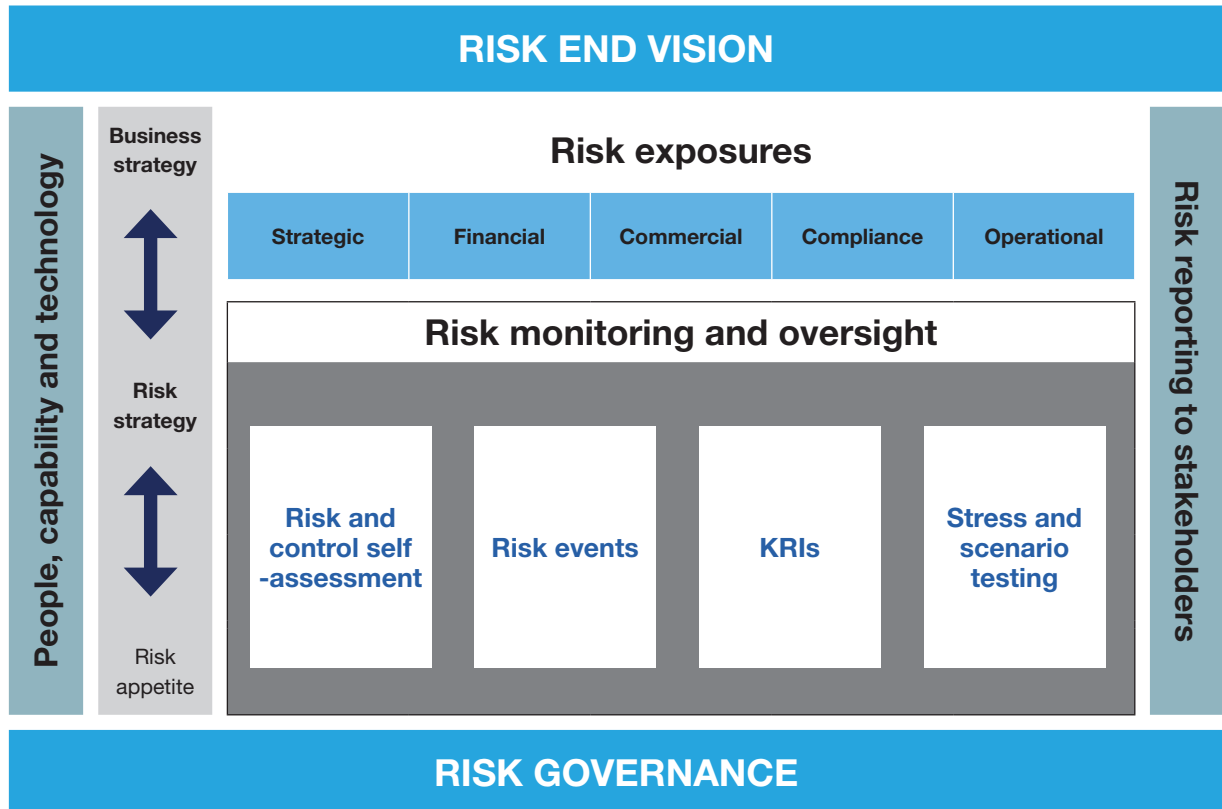 RISK END VISION
People, capability and technology
Business
strategy
Risk
strategy
Risk
appetite
Risk exposures
Strategic
Financial
Commercial
Compliance
Operational
Risk monitoring and oversight
Risk and
control self
-assessment
Risk events
KRIs
Stress and
scenario
testing
Risk reporting to stakeholders
RISK GOVERNANCE